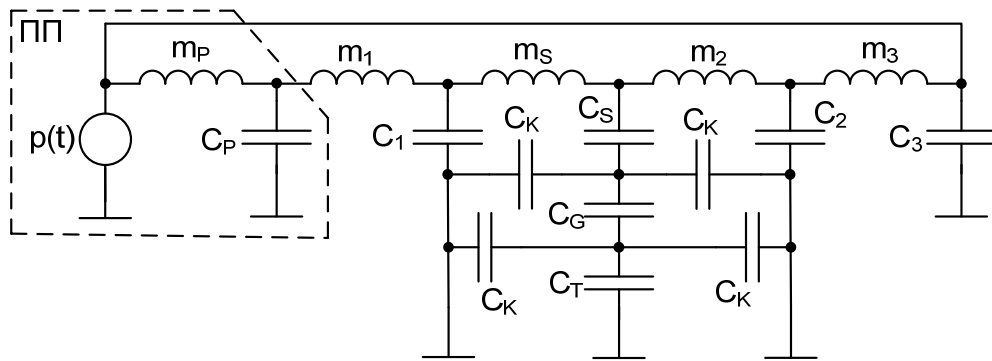 ПП
m_P m_1 m_S m_2 m_3
p(t) C_P C_1 C_K C_S C_K C_2 C_3
C_G
C_K C_T C_K